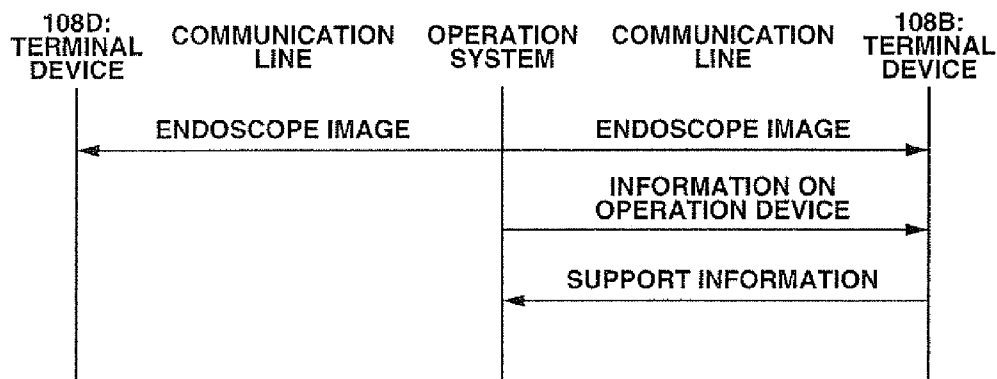 108D:
TERMINAL
DEVICE
COMMUNICATION
LINE
OPERATION
SYSTEM
COMMUNICATION
LINE
108B:
TERMINAL
DEVICE
ENDOSCOPE IMAGE
ENDOSCOPE IMAGE
INFORMATION ON
OPERATION DEVICE
SUPPORT INFORMATION